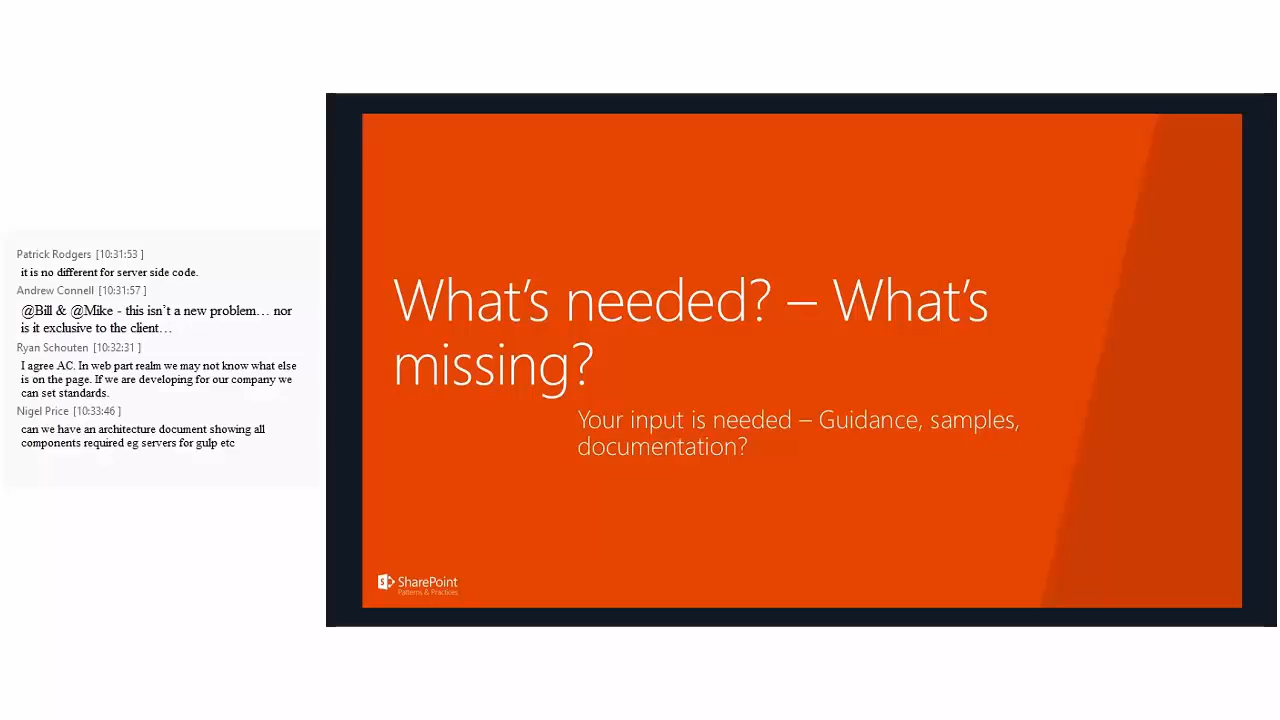 Patrick Rodgers [10:31:53 ]
it is no different for server side code.
Andrew Connell [10:31:57 ]
@Bill & @Mike - this isn't a new problem… nor
is it exclusive to the client…
Ryan Schouten [10:32:31 ]
I agree AC. In web part realm we may not know what else
is on the page. If we are developing for our company we
can set standards.
Nigel Price [10:33:46 ]
can we have an architecture document showing all
components required eg servers for gulp etc
What's needed? – What's
missing?
Your input is needed – Guidance, samples,
documentation?
SharePoint
Patterns & Practices